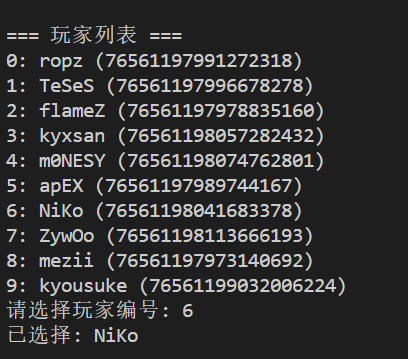 === 玩家列表 ===
0: ropz (76561197991272318)
1: TeSeS (76561197996678278)
2: flameZ (76561197978835160)
3: kyxsan (76561198057282432)
4: m0NESY (76561198074762801)
5: apEX (76561197989744167)
6: NiKo (76561198041683378)
7: ZywOo (76561198113666193)
8: mezii (76561197973140692)
9: kyousuke (76561199032006224)
请选择玩家编号: 6
已选择: NiKo